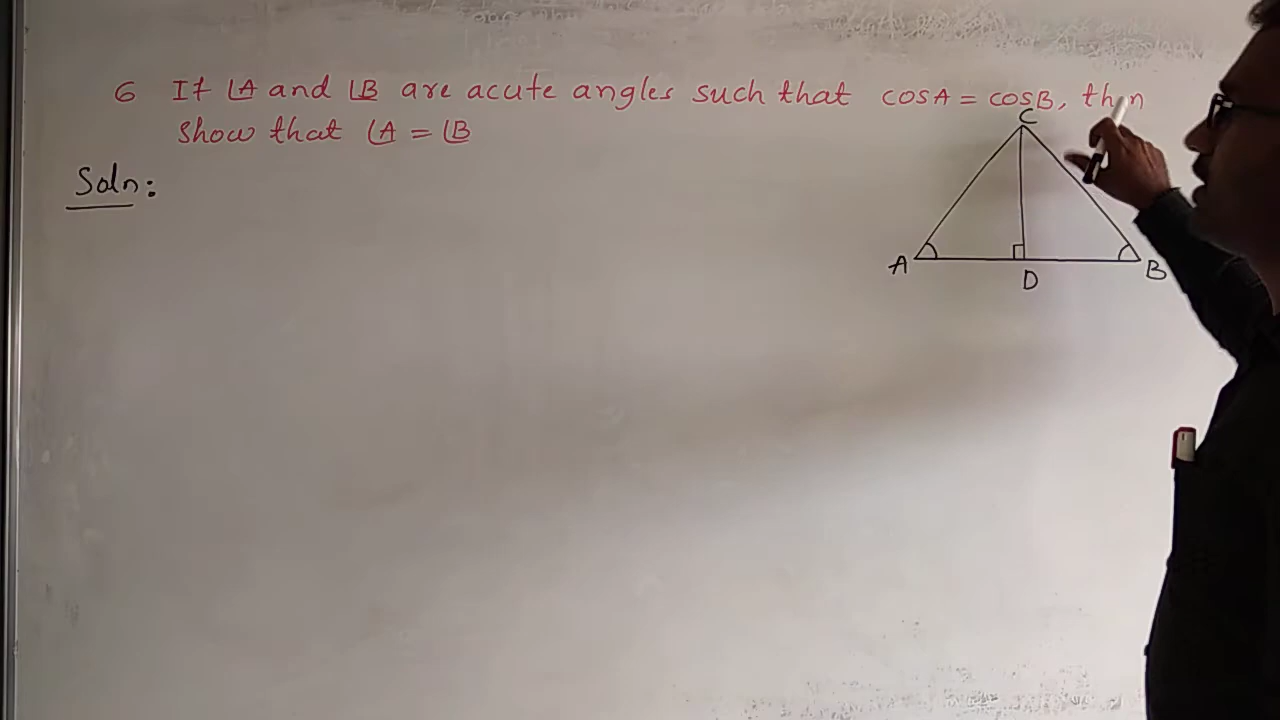 6 If ∠A and ∠B are acute angles such that cosA = cosB, then
show that ∠A = ∠B
Soln:
C
A
B
D